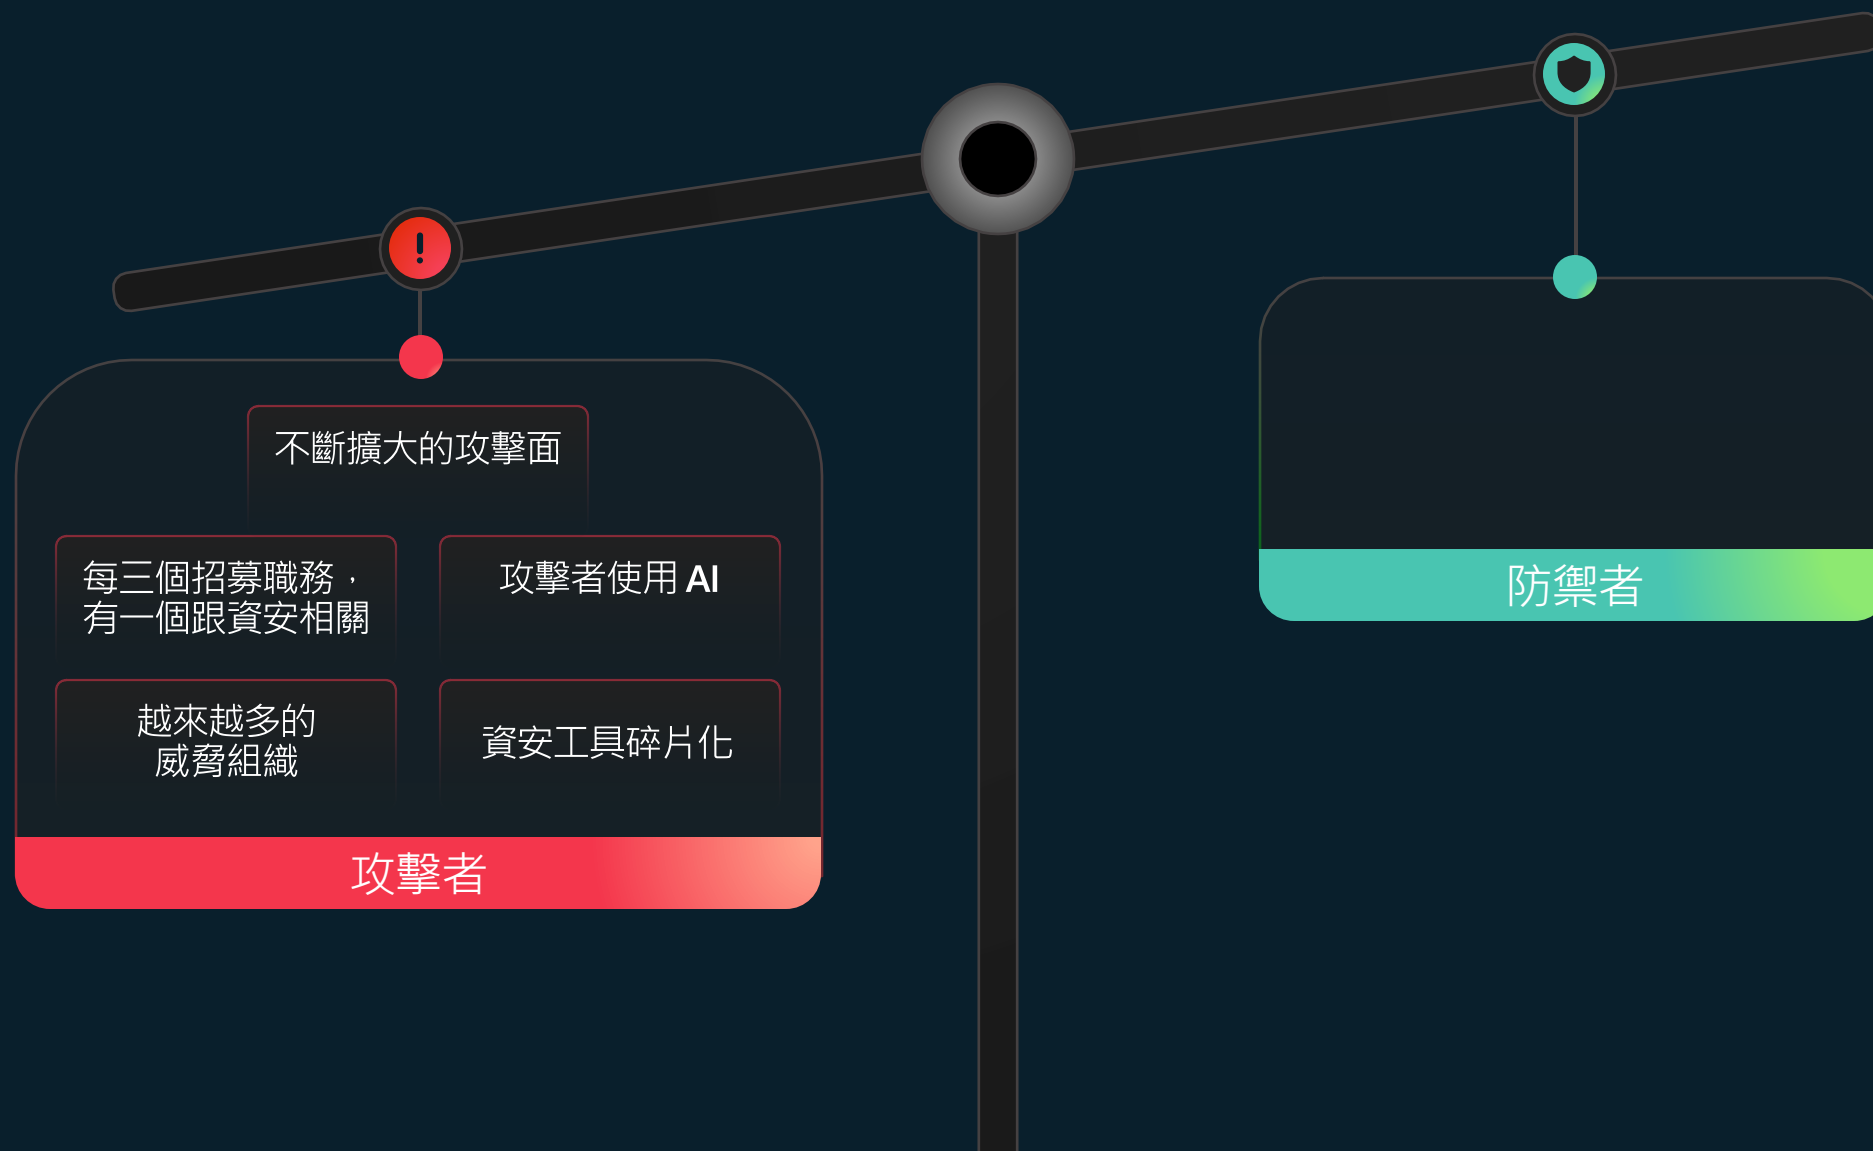 不斷擴大的攻擊面
每三個招募職務，
有一個跟資安相關
攻擊者使用 AI
越來越多的
威脅組織
資安工具碎片化
攻擊者
防禦者